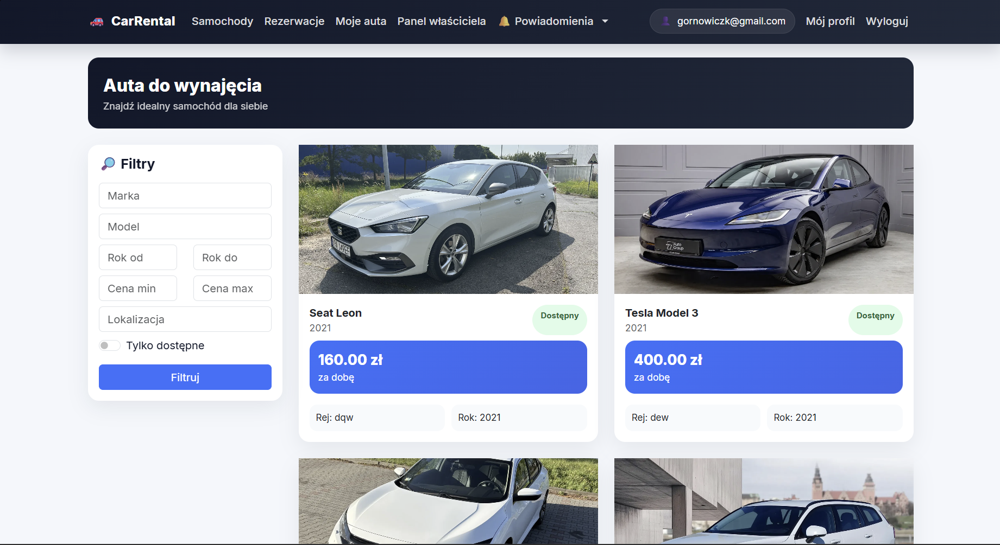 CarRental Samochody Rezerwacje Moje auta Panel właściciela Powiadomienia gornowiczk@gmail.com Mój profil Wyloguj
Auta do wynajęcia
Znajdź idealny samochód dla siebie
Filtry
Marka
Model
Rok od Rok do
Cena min Cena max
Lokalizacja
Tylko dostępne
Filtruj
Auto
Group
Seat Leon
Dostępny
2021
160.00 zł
za dobę
Rej: dqw Rok: 2021
Tesla Model 3
Dostępny
2021
400.00 zł
za dobę
Rej: dew Rok: 2021